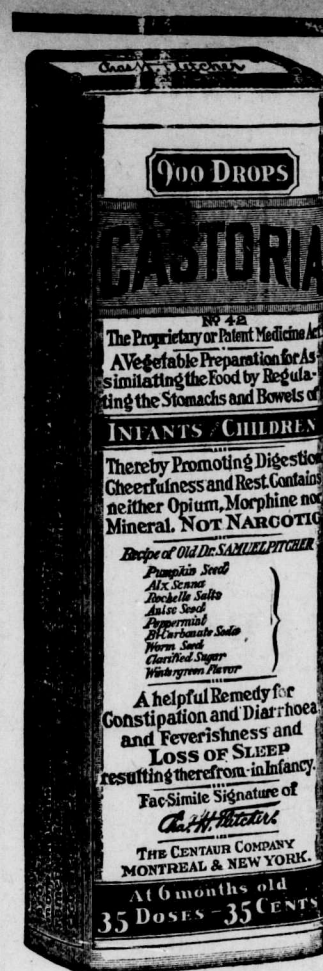 Chas H. Fletcher
900 DROPS
CASTORIA
Nº 42
The Proprietary or Patent Medicine Act
A Vegetable Preparation for As-
similating the Food by Regula-
ting the Stomachs and Bowels of
INFANTS / CHILDREN
Thereby Promoting Digestion
Cheerfulness and Rest. Contains
neither Opium, Morphine nor
Mineral. NOT NARCOTIC
Recipe of Old Dr. SAMUEL PITCHER
Pumpkin Seed
Alx Senna
Rochelle Salts
Anise Seed
Peppermint
Bi-Carbonate Soda
Worm Seed
Clarified Sugar
Wintergreen Flavor
A helpful Remedy for
Constipation and Diarrhoea
and Feverishness and
LOSS OF SLEEP
resulting therefrom in Infancy.
Fac-Simile Signature of
Chas. H. Fletcher.
THE CENTAUR COMPANY
MONTREAL & NEW YORK.
At 6 months old
35 DOSES - 35 CENTS